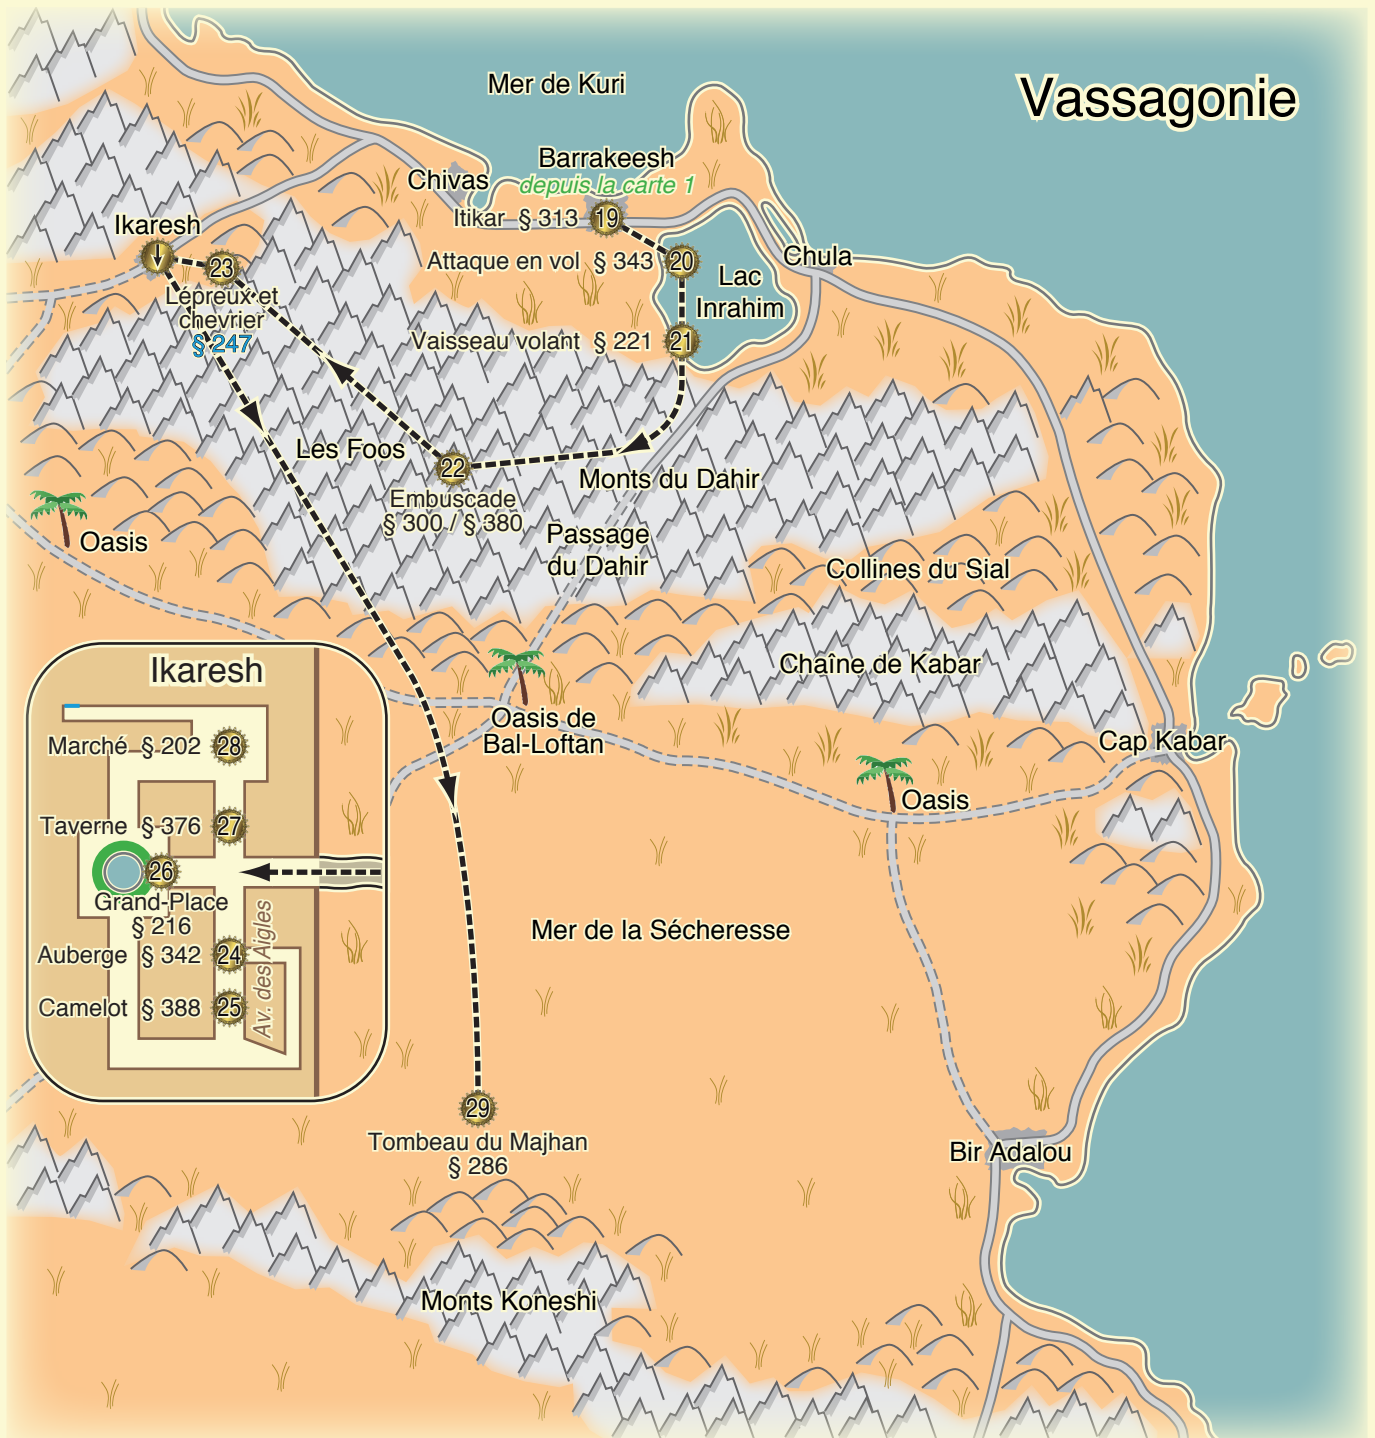 Vassagonie
Mer de Kuri
Barrakeesh
depuis la carte 1
Chivas
Itikar § 313 19
Ikaresh
Attaque en vol § 343 20
Chula
Lac
Inrahim
23
Lépreux et
chevrier
§ 247
Vaisseau volant § 221 21
Les Foos
22
Embuscade
§ 300 / § 380
Monts du Dahir
Passage
du Dahir
Oasis
Collines du Sial
Chaîne de Kabar
Oasis de
Bal-Loftan
Cap Kabar
Oasis
Ikaresh
Marché § 202 28
Taverne § 376 27
26
Grand-Place
§ 216
Auberge § 342 24
Camelot § 388 25
Av. des Aigles
Mer de la Sécheresse
29
Tombeau du Majhan
§ 286
Bir Adalou
Monts Koneshi